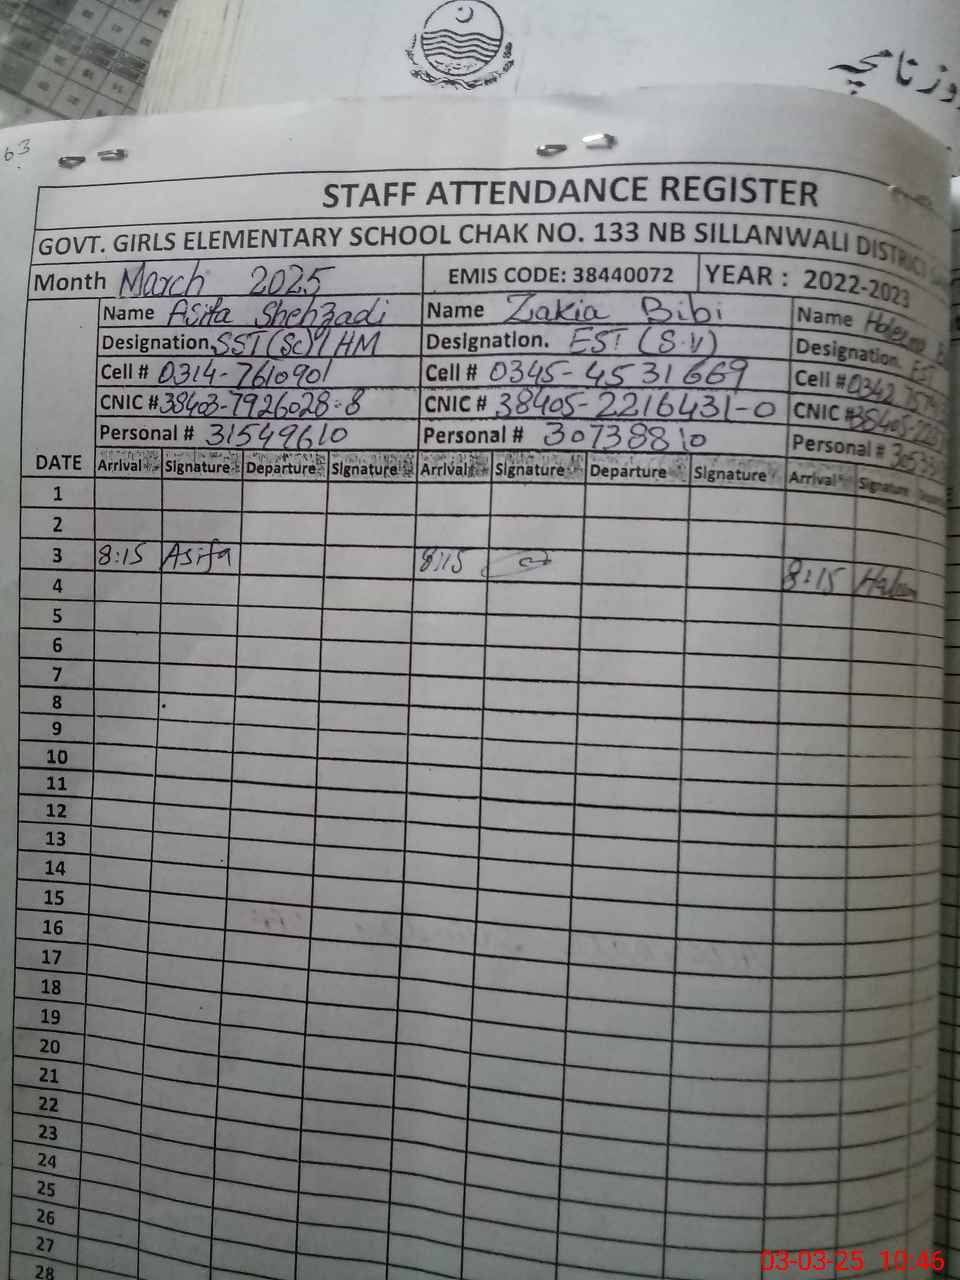 روزنامچہ
63
STAFF ATTENDANCE REGISTER
GOVT. GIRLS ELEMENTARY SCHOOL CHAK NO. 133 NB SILLANWALI DISTRICT
Month March 2025 EMIS CODE: 38440072 YEAR : 2022-2023
Name Asifa Shehzadi Name Zakia Bibi Name
Designation. SST (Sc) / HM Designation. EST (S.V) Designation. EST
Cell # 0314-7610901 Cell # 0345-4531669 Cell # 0342
CNIC # 38403-7926028-8 CNIC # 38405-2216431-0 CNIC # 38405
Personal # 31549610 Personal # 30738810 Personal #
DATE Arrival Signature Departure Signature Arrival Signature Departure Signature Arrival Signature
1
2
3 8:15 Asifa 8:15 8:15
4
5
6
7
8
9
10
11
12
13
14
15
16
17
18
19
20
21
22
23
24
25
26
27
28
03-03-25 10:46